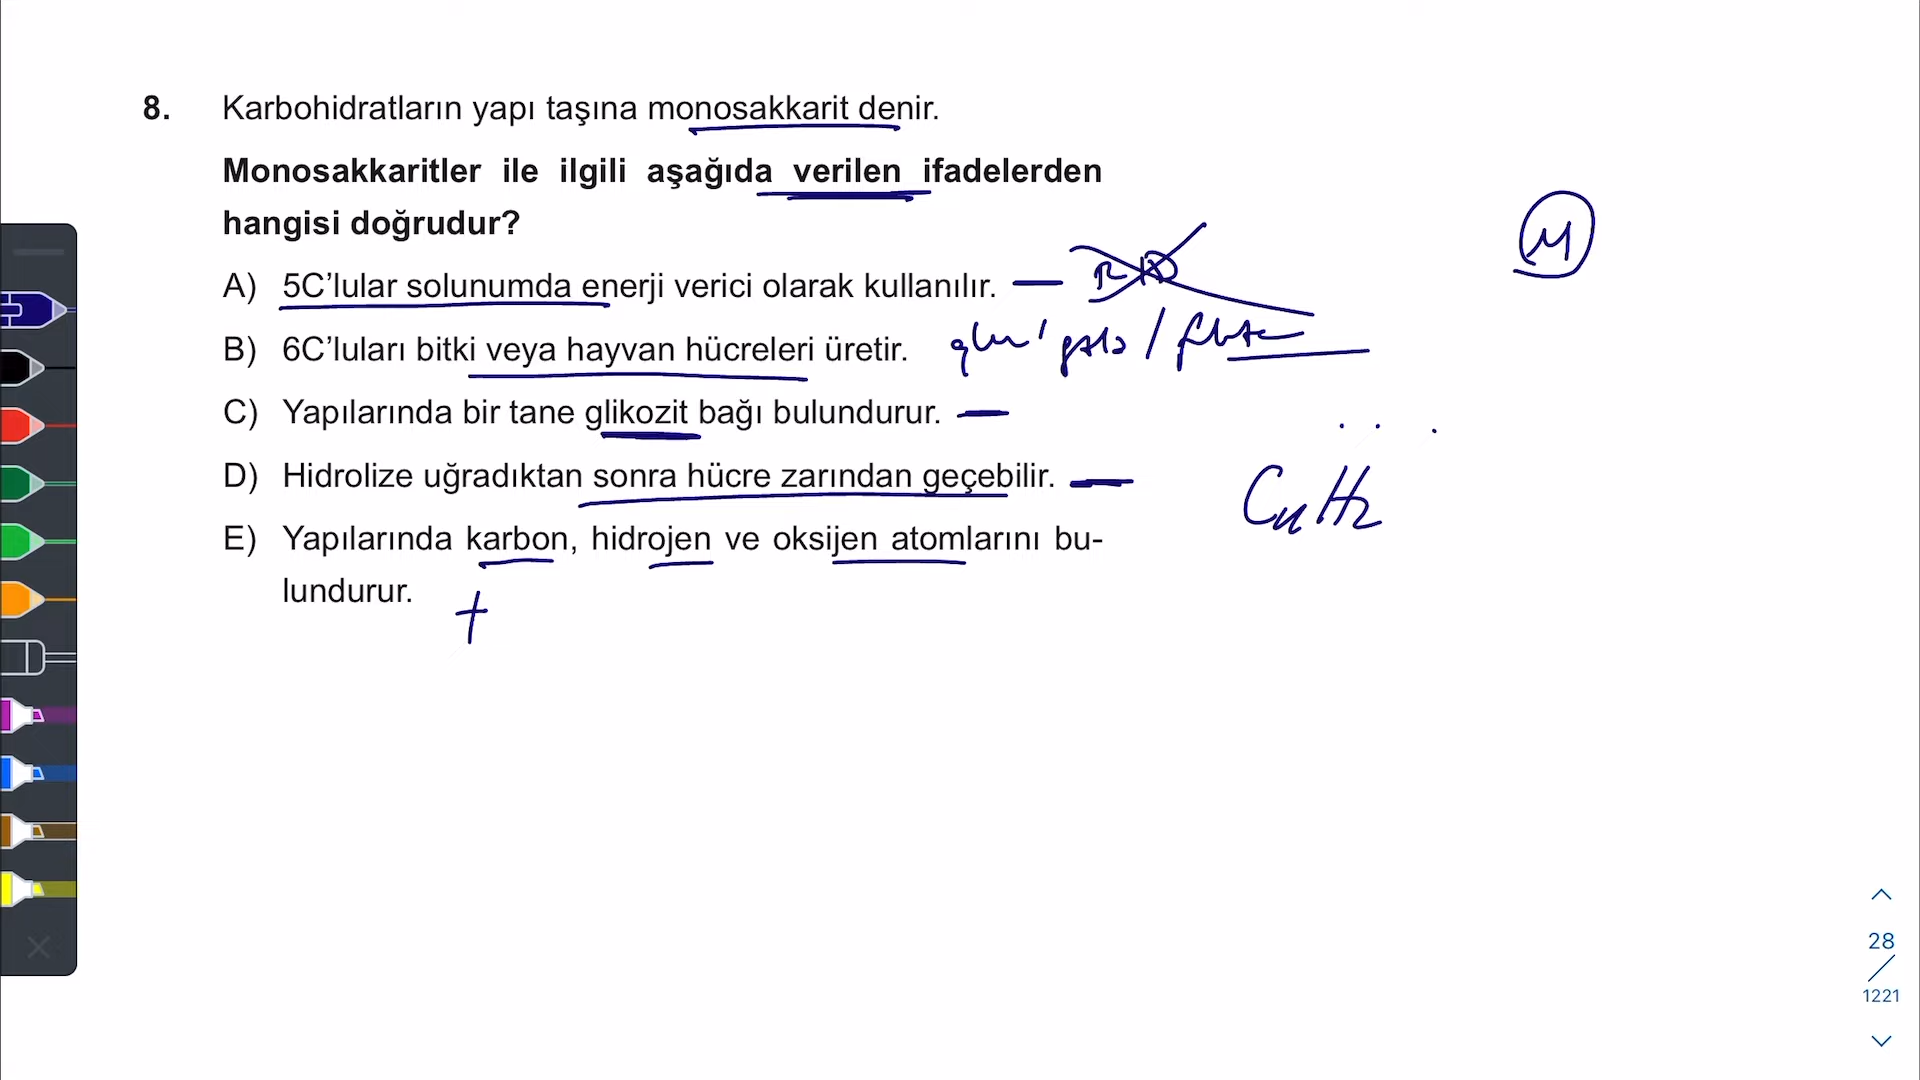 8. Karbohidratların yapı taşına monosakkarit denir.
Monosakkaritler ile ilgili aşağıda verilen ifadelerden
hangisi doğrudur?
A) 5C’lular solunumda enerji verici olarak kullanılır.
B) 6C’luları bitki veya hayvan hücreleri üretir.
C) Yapılarında bir tane glikozit bağı bulundurur.
D) Hidrolize uğradıktan sonra hücre zarından geçebilir.
E) Yapılarında karbon, hidrojen ve oksijen atomlarını bu-
lundurur.
+
M
28
/
1221